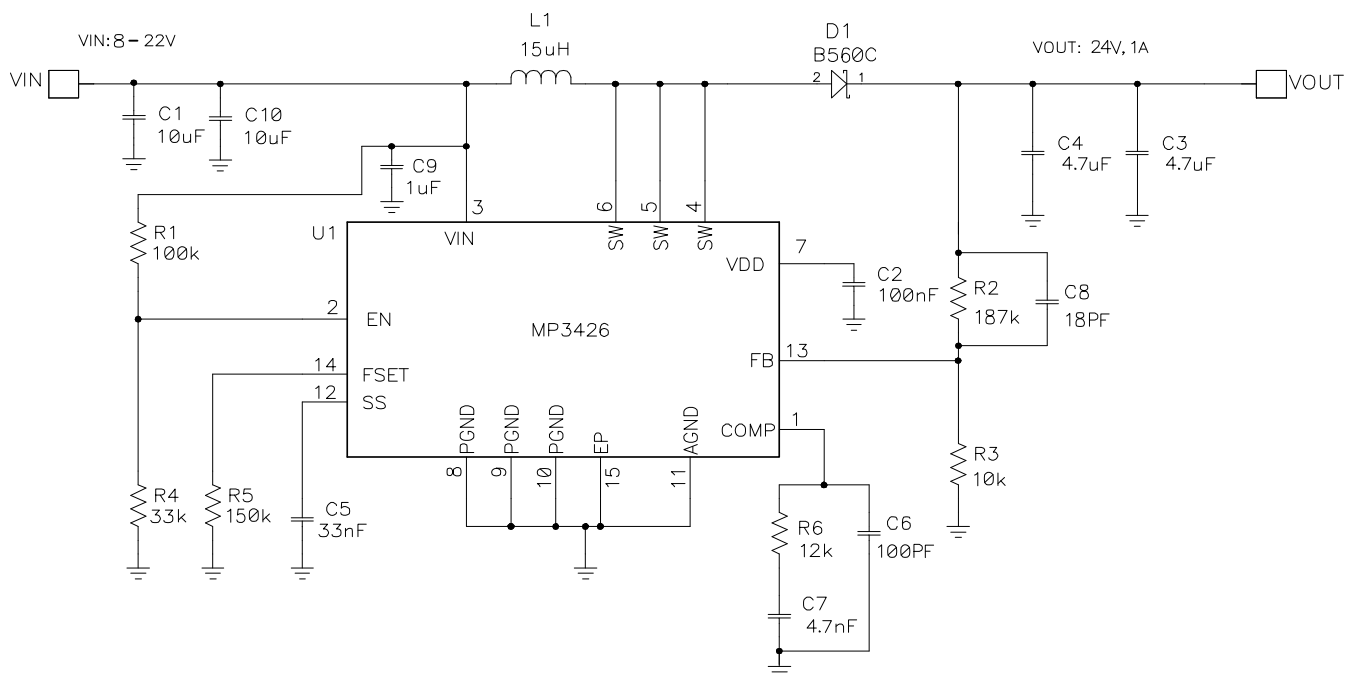 VIN:8-22V
L1
15uH
D1
B560C
VOUT: 24V,1A
VIN
2
1
VOUT
C1
10uF
C10
10uF
C9
1uF
C4
4.7uF
C3
4.7uF
3
6
5
4
U1
VIN
SW
SW
SW
R1
100k
VDD
7
C2
100nF
R2
187k
C8
18PF
2
EN
MP3426
FB
13
14
FSET
12
SS
PGND
PGND
PGND
EP
AGND
COMP
1
8
9
10
15
11
R3
10k
R4
33k
R5
150k
C5
33nF
R6
12k
C6
100PF
C7
4.7nF